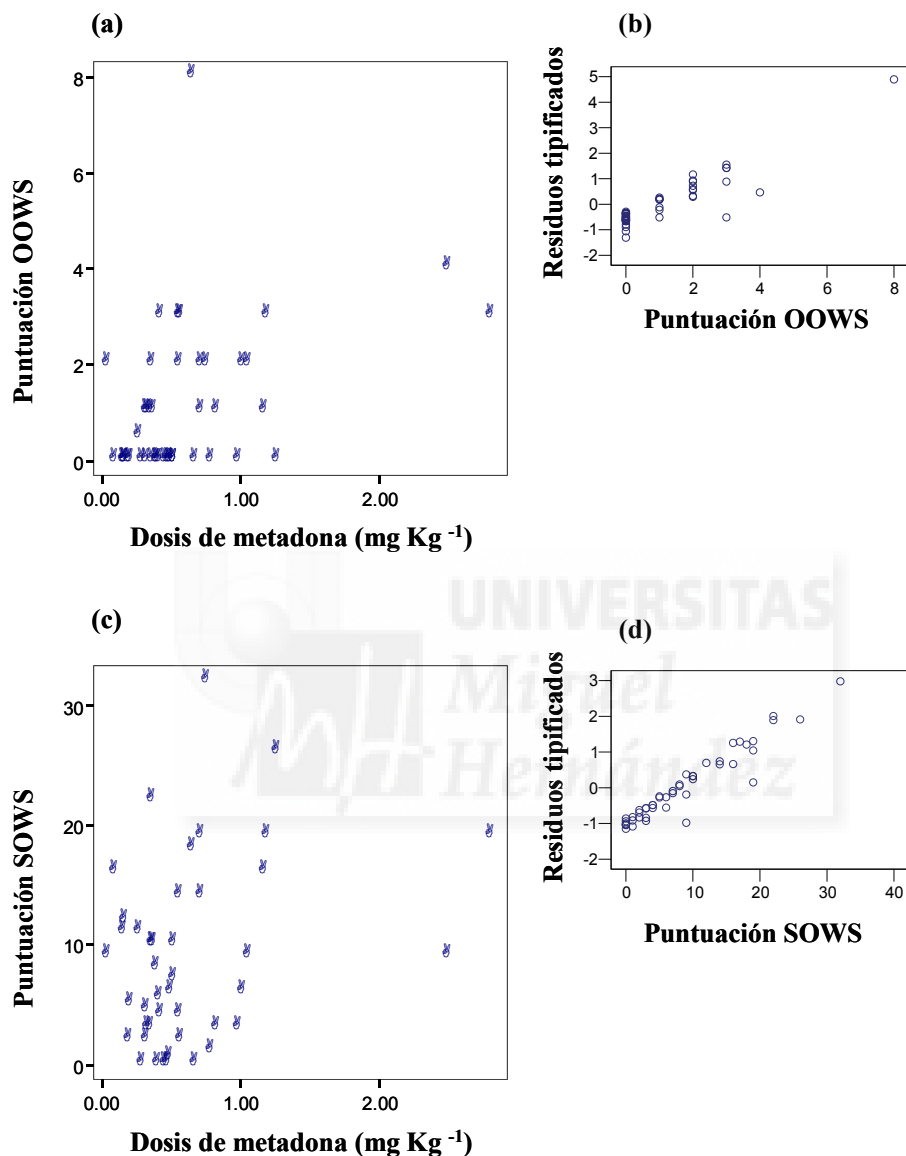 (a)
(b)
Puntuación OOWS
8
6
4
2
0
0.00 1.00 2.00
Dosis de metadona (mg Kg -1)
Residuos tipificados
5
4
3
2
1
0
-1
-2
0 2 4 6 8
Puntuación OOWS
UNIVERSITAS
Miguel
Hernández
(c)
(d)
Puntuación SOWS
30
20
10
0
0.00 1.00 2.00
Dosis de metadona (mg Kg -1)
Residuos tipificados
3
2
1
0
-1
-2
0 10 20 30 40
Puntuación SOWS